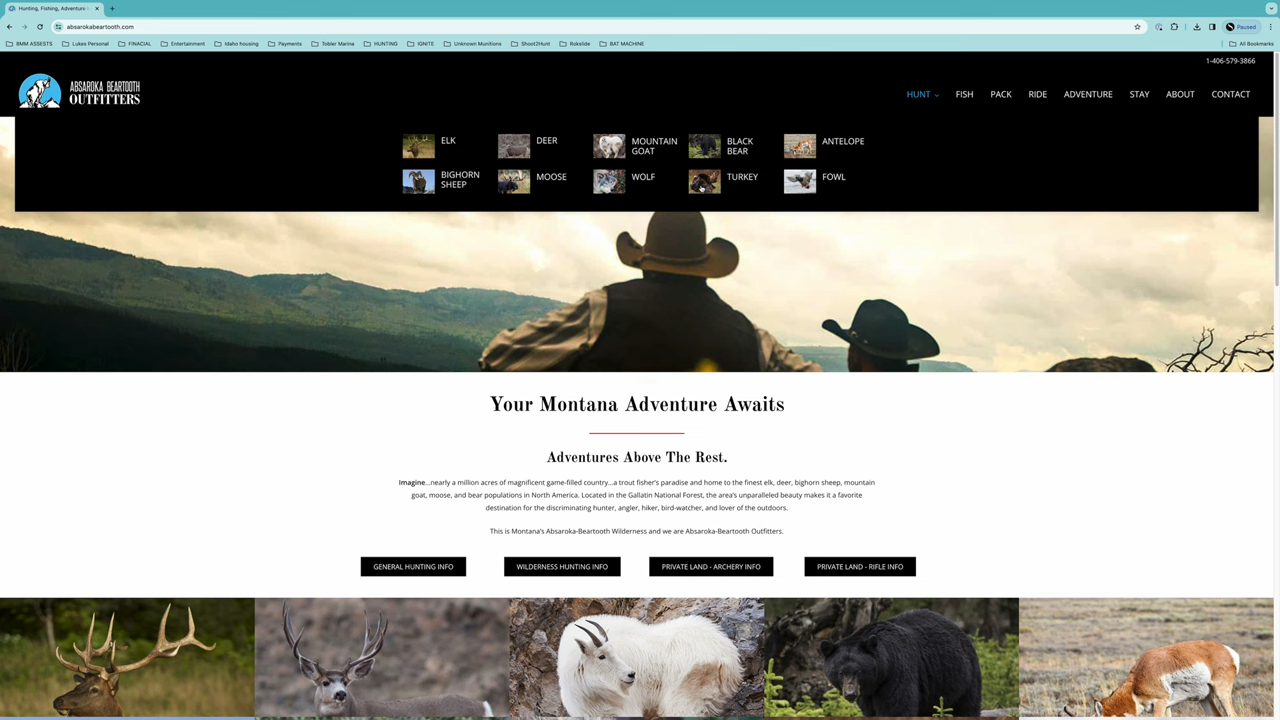 Hunting, Fishing, Adventure
absarokabeartooth.com
Paused
8MM ASSESTS
Lukes Personal
FINACIAL
Entertainment
Idaho housing
Payments
Tobler Marina
HUNTING
IGNITE
Unknown Munitions
Shoot2Hunt
Rokslide
BAT MACHINE
All Bookmarks
1-406-579-3866
ABSAROKA BEARTOOTH
OUTFITTERS
HUNT
FISH
PACK
RIDE
ADVENTURE
STAY
ABOUT
CONTACT
ELK
DEER
MOUNTAIN
GOAT
BLACK
BEAR
ANTELOPE
BIGHORN
SHEEP
MOOSE
WOLF
TURKEY
FOWL
Your Montana Adventure Awaits
Adventures Above The Rest.
Imagine...nearly a million acres of magnificent game-filled country...a trout fisher's paradise and home to the finest elk, deer, bighorn sheep, mountain
goat, moose, and bear populations in North America. Located in the Gallatin National Forest, the area's unparalleled beauty makes it a favorite
destination for the discriminating hunter, angler, hiker, bird-watcher, and lover of the outdoors.
This is Montana's Absaroka-Beartooth Wilderness and we are Absaroka-Beartooth Outfitters.
GENERAL HUNTING INFO
WILDERNESS HUNTING INFO
PRIVATE LAND - ARCHERY INFO
PRIVATE LAND - RIFLE INFO